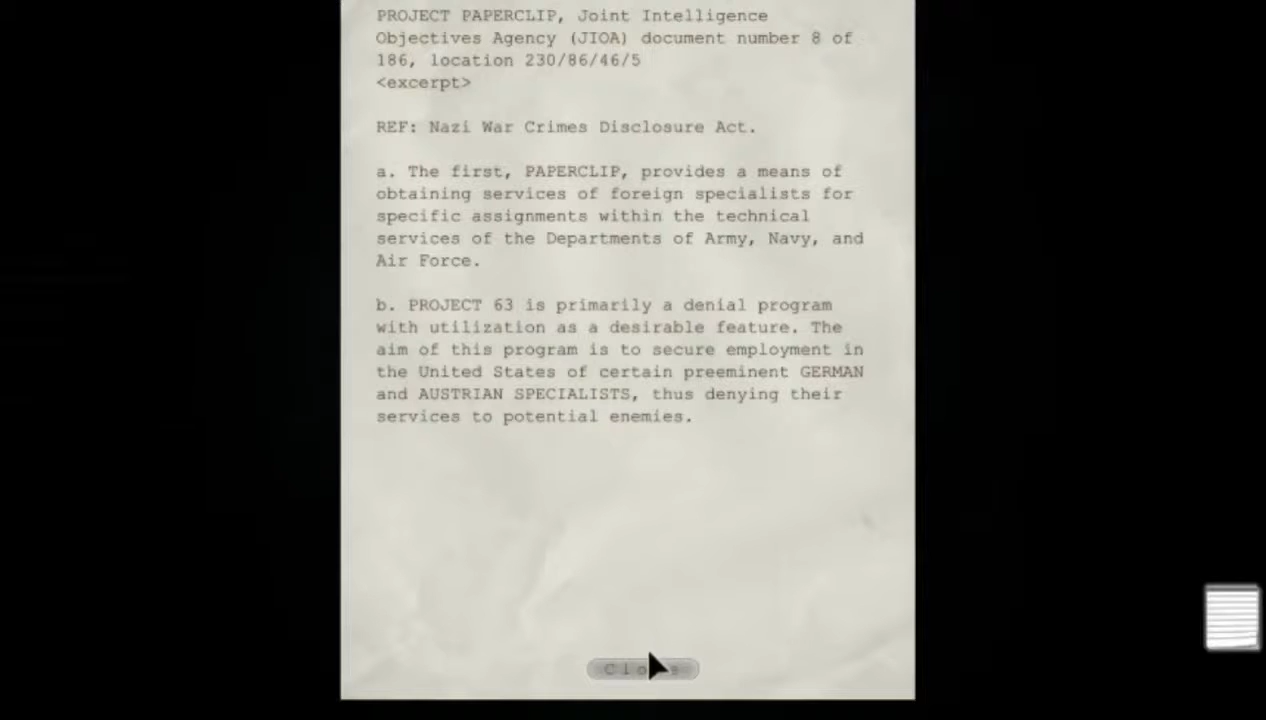 PROJECT PAPERCLIP, Joint Intelligence
Objectives Agency (JIOA) document number 8 of
186, location 230/86/46/5
<excerpt>
REF: Nazi War Crimes Disclosure Act.
a. The first, PAPERCLIP, provides a means of
obtaining services of foreign specialists for
specific assignments within the technical
services of the Departments of Army, Navy, and
Air Force.
b. PROJECT 63 is primarily a denial program
with utilization as a desirable feature. The
aim of this program is to secure employment in
the United States of certain preeminent GERMAN
and AUSTRIAN SPECIALISTS, thus denying their
services to potential enemies.
Close